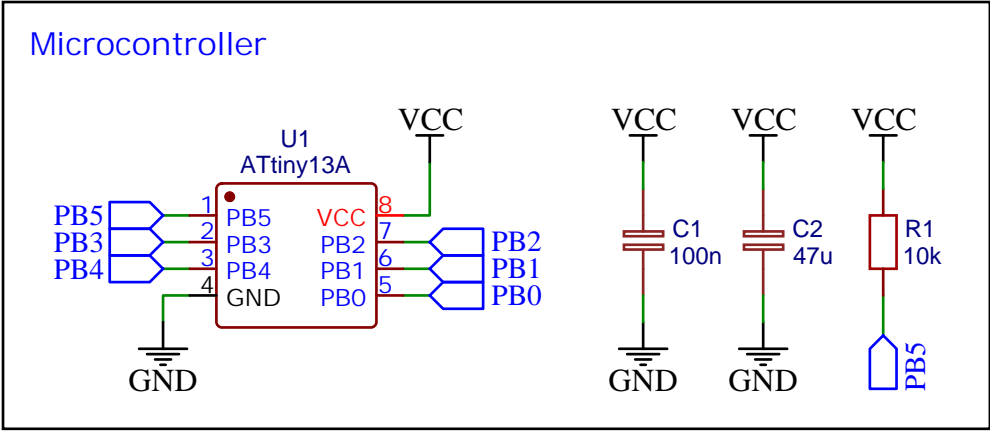 Microcontroller
U1
ATtiny13A
VCC
PB5 1 PB5 VCC 8
PB3 2 PB3 PB2 7 PB2
PB4 3 PB4 PB1 6 PB1
4 GND PB0 5 PB0
GND
VCC
C1
100n
GND
VCC
C2
47u
GND
VCC
R1
10k
PB5